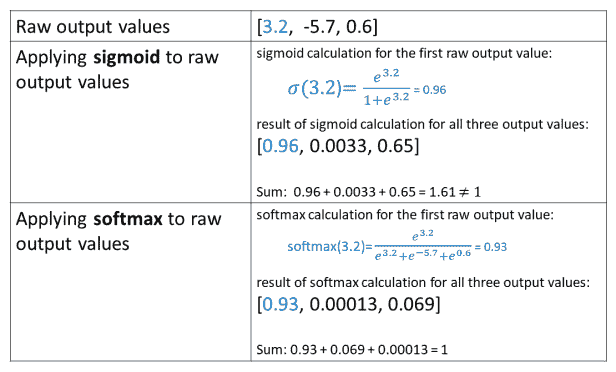 Raw output values
[3.2, -5.7, 0.6]
Applying sigmoid to raw
output values
sigmoid calculation for the first raw output value:
σ(3.2)= e^3.2 / 1+e^3.2 = 0.96
result of sigmoid calculation for all three output values:
[0.96, 0.0033, 0.65]
Sum: 0.96 + 0.0033 + 0.65 = 1.61 ≠ 1
Applying softmax to raw
output values
softmax calculation for the first raw output value:
softmax(3.2)= e^3.2 / e^3.2+e^−5.7+e^0.6 = 0.93
result of softmax calculation for all three output values:
[0.93, 0.00013, 0.069]
Sum: 0.93 + 0.069 + 0.00013 = 1